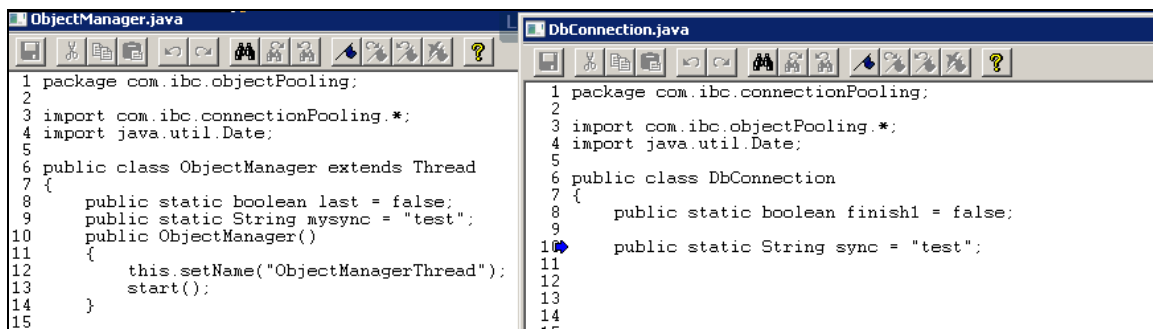 ObjectManager.java
1 package com.ibc.objectPooling;
2
3 import com.ibc.connectionPooling.*;
4 import java.util.Date;
5
6 public class ObjectManager extends Thread
7 {
8 public static boolean last = false;
9 public static String mysync = "test";
10 public ObjectManager()
11 {
12 this.setName("ObjectManagerThread");
13 start();
14 }
15
DbConnection.java
1 package com.ibc.connectionPooling;
2
3 import com.ibc.objectPooling.*;
4 import java.util.Date;
5
6 public class DbConnection
7 {
8 public static boolean finish1 = false;
9
10 public static String sync = "test";
11
12
13
14